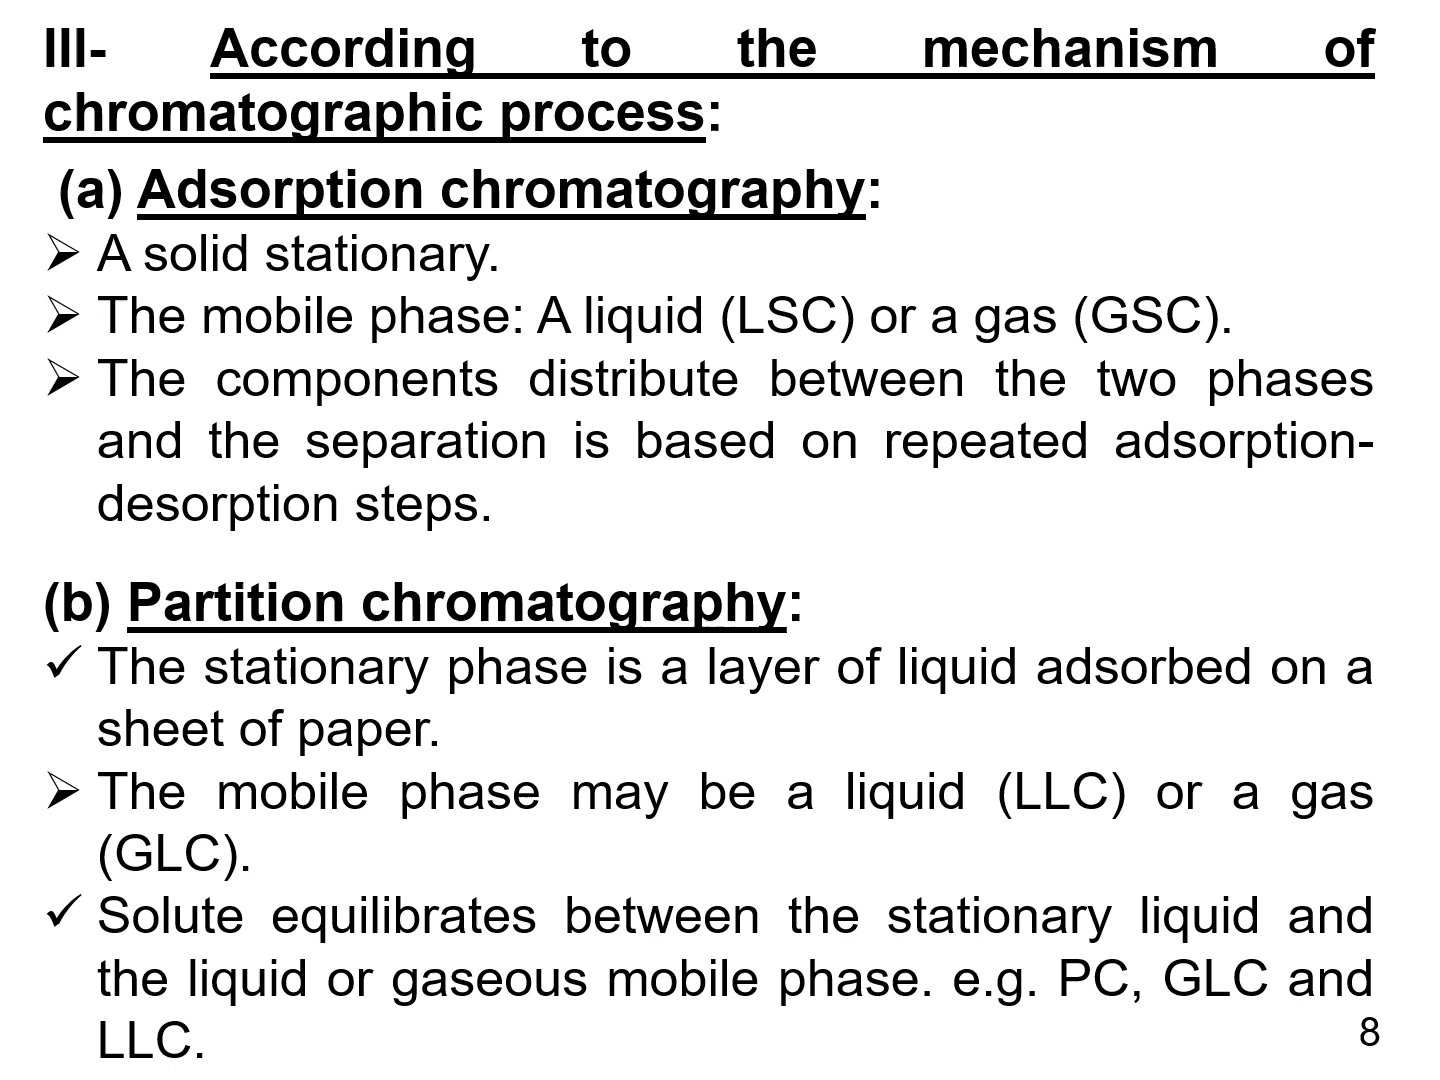 III- According to the mechanism of
chromatographic process:
(a) Adsorption chromatography:
➢ A solid stationary.
➢ The mobile phase: A liquid (LSC) or a gas (GSC).
➢ The components distribute between the two phases
and the separation is based on repeated adsorption-
desorption steps.
(b) Partition chromatography:
✓ The stationary phase is a layer of liquid adsorbed on a
sheet of paper.
➢ The mobile phase may be a liquid (LLC) or a gas
(GLC).
✓ Solute equilibrates between the stationary liquid and
the liquid or gaseous mobile phase. e.g. PC, GLC and
LLC.
8